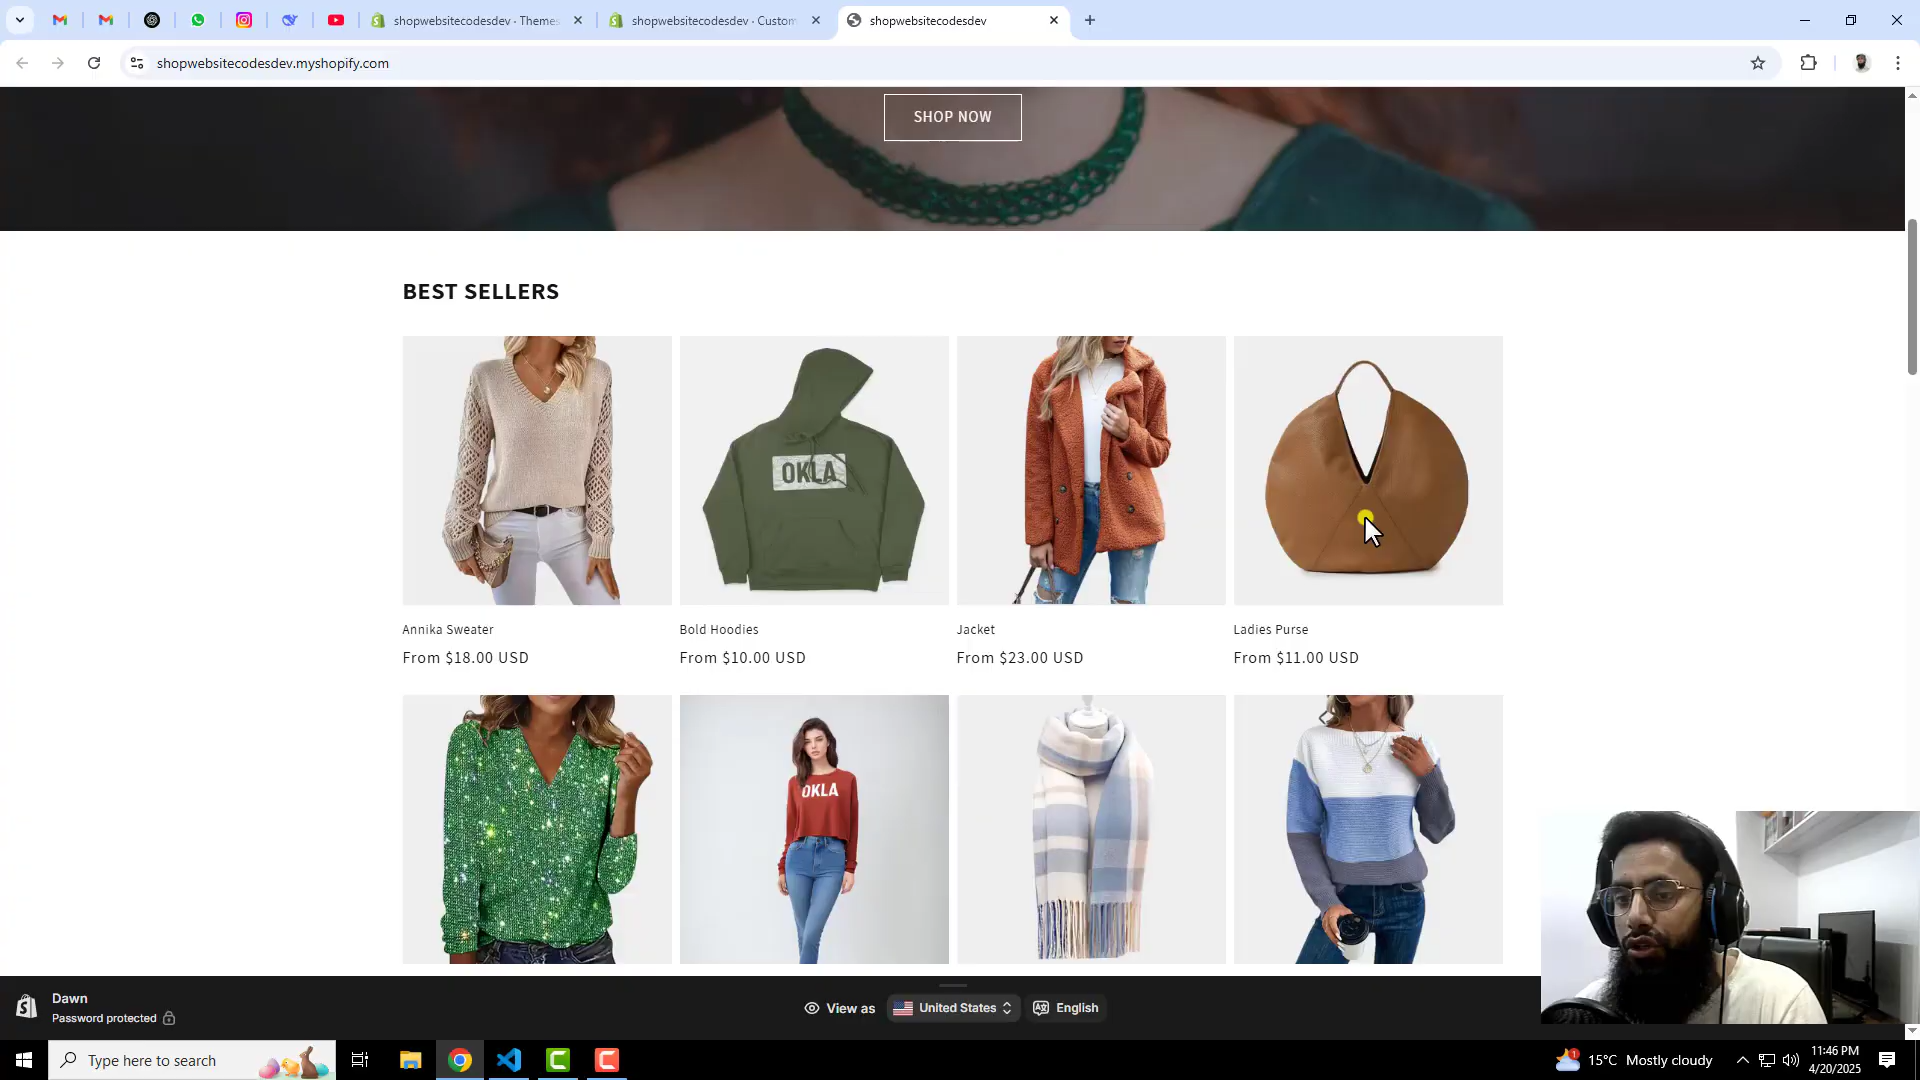 shopwebsitecodesdev · Themes
shopwebsitecodesdev · Custom
shopwebsitecodesdev
shopwebsitecodesdev.myshopify.com
SHOP NOW
BEST SELLERS
OKLA
Annika Sweater
Bold Hoodies
Jacket
Ladies Purse
From $18.00 USD
From $10.00 USD
From $23.00 USD
From $11.00 USD
OKLA
Dawn
Password protected
View as
United States
English
Type here to search
1
15°C Mostly cloudy
11:46 PM
4/20/2025